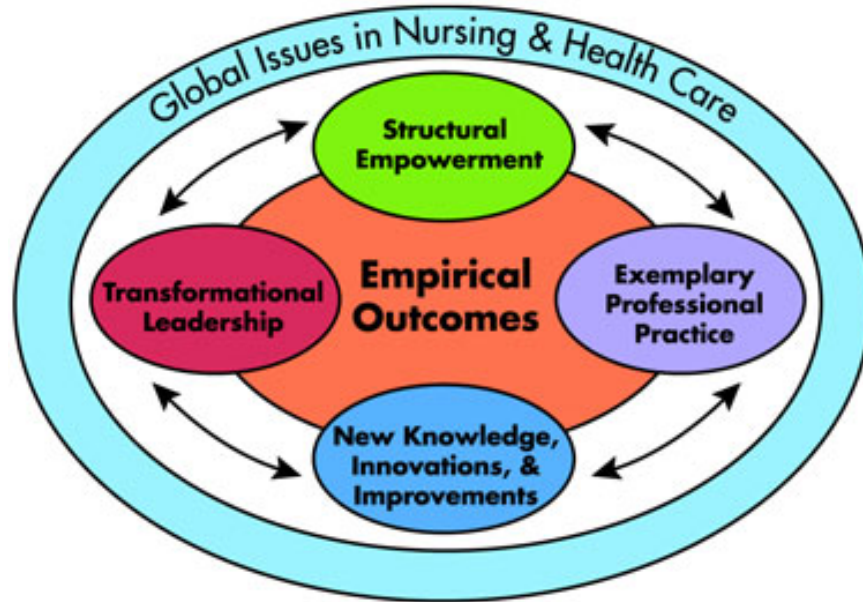 Global Issues in Nursing & Health Care
Structural
Empowerment
Transformational
Leadership
Empirical
Outcomes
Exemplary
Professional
Practice
New Knowledge,
Innovations, &
Improvements